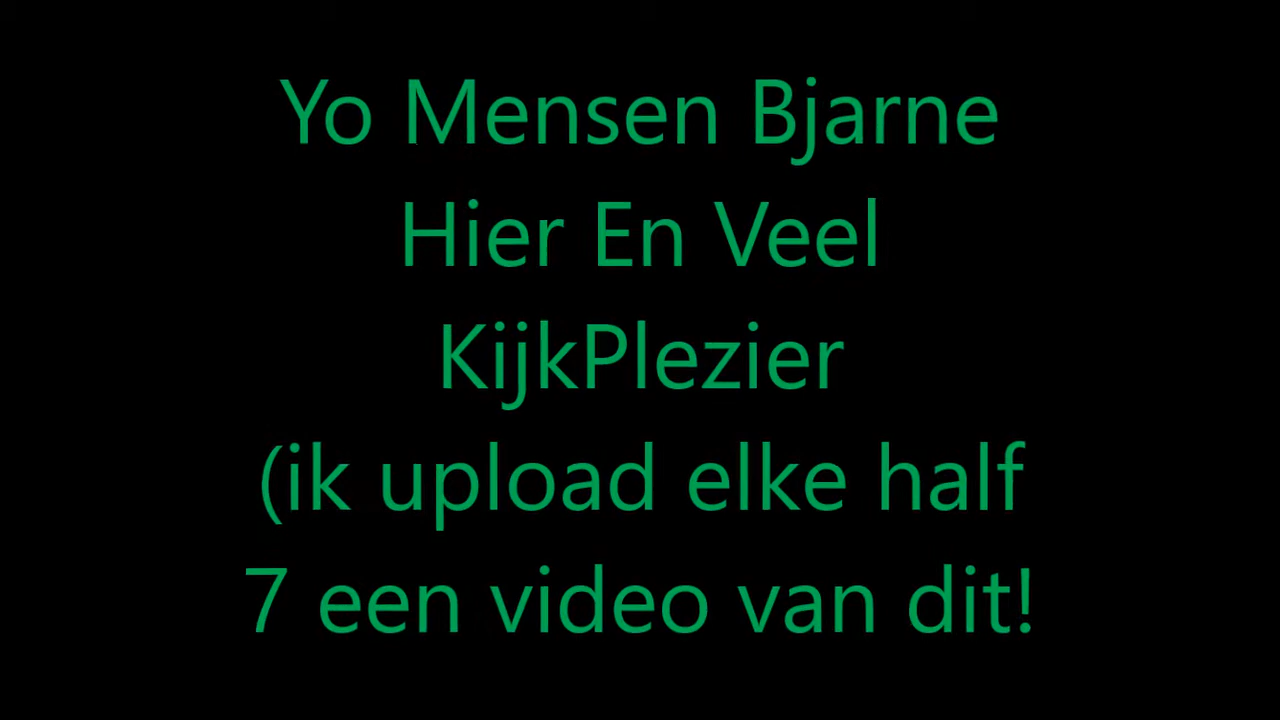 Yo Mensen Bjarne
Hier En Veel
KijkPlezier
(ik upload elke half
7 een video van dit!